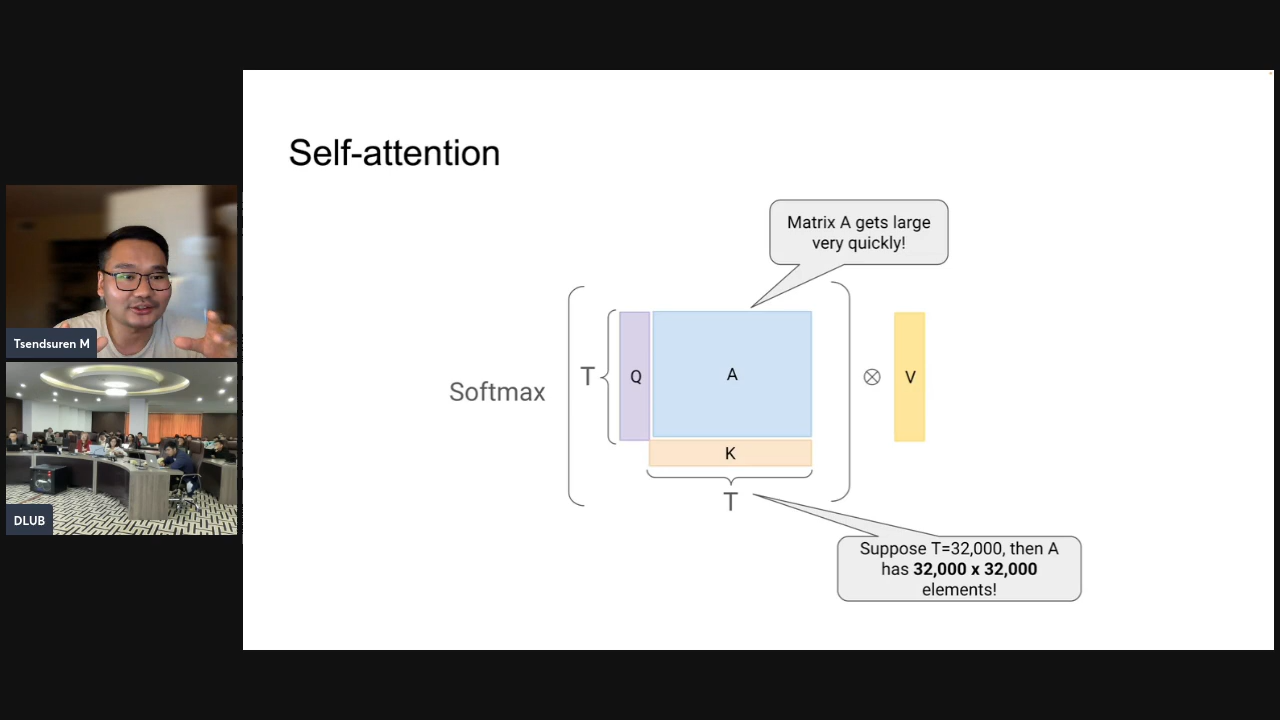 Self-attention
Matrix A gets large
very quickly!
Softmax
T
Q
A
K
T
V
Suppose T=32,000, then A
has 32,000 x 32,000
elements!
Tsendsuren M
DLUB